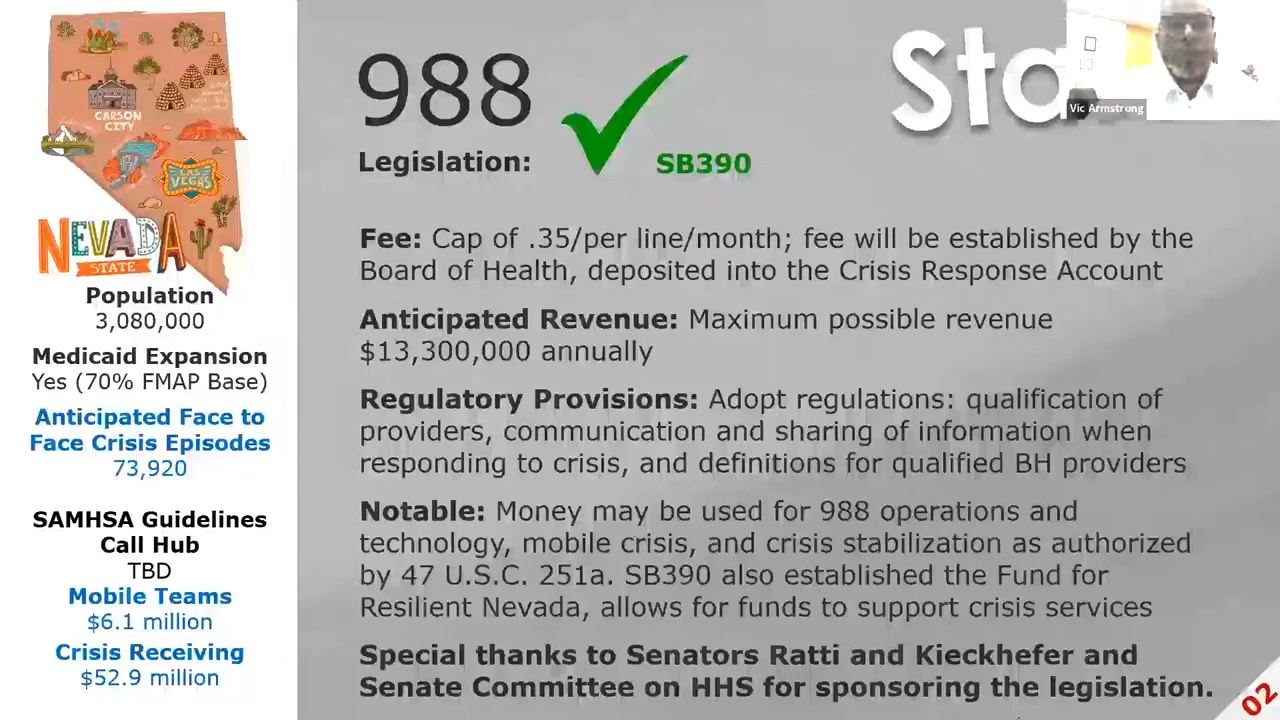 CARSON
CITY
LAS
VEGAS
NEVADA
STATE
Population
3,080,000
Medicaid Expansion
Yes (70% FMAP Base)
Anticipated Face to
Face Crisis Episodes
73,920
SAMHSA Guidelines
Call Hub
TBD
Mobile Teams
$6.1 million
Crisis Receiving
$52.9 million
988
Legislation:
SB390
Fee: Cap of .35/per line/month; fee will be established by the
Board of Health, deposited into the Crisis Response Account
Anticipated Revenue: Maximum possible revenue
$13,300,000 annually
Regulatory Provisions: Adopt regulations: qualification of
providers, communication and sharing of information when
responding to crisis, and definitions for qualified BH providers
Notable: Money may be used for 988 operations and
technology, mobile crisis, and crisis stabilization as authorized
by 47 U.S.C. 251a. SB390 also established the Fund for
Resilient Nevada, allows for funds to support crisis services
Special thanks to Senators Ratti and Kieckhefer and
Senate Committee on HHS for sponsoring the legislation.
Vic Armstrong
02